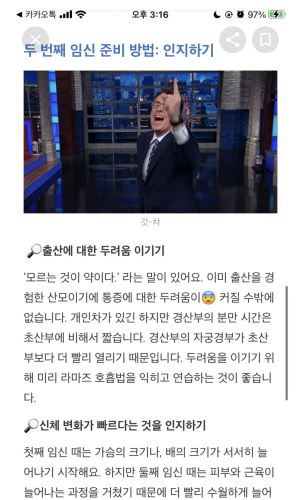 카카오톡 오후 3:16 97%
두 번째 임신 준비 방법: 인지하기
갓-챠
🔎출산에 대한 두려움 이기기
‘모르는 것이 약이다.’ 라는 말이 있어요. 이미 출산을 경
험한 산모이기에 통증에 대한 두려움이😨 커질 수밖에
없습니다. 개인차가 있긴 하지만 경산부의 분만 시간은
초산부에 비해서 짧습니다. 경산부의 자궁경부가 초산
부보다 더 빨리 열리기 때문입니다. 두려움을 이기기 위
해 미리 라마즈 호흡법을 익히고 연습하는 것이 좋습니
다.
🔎신체 변화가 빠르다는 것을 인지하기
첫째 임신 때는 가슴의 크기나, 배의 크기가 서서히 늘
어나기 시작해요. 하지만 둘째 임신 때는 피부와 근육이
늘어나는 과정을 거쳤기 때문에 더 빨리 수월하게 늘어